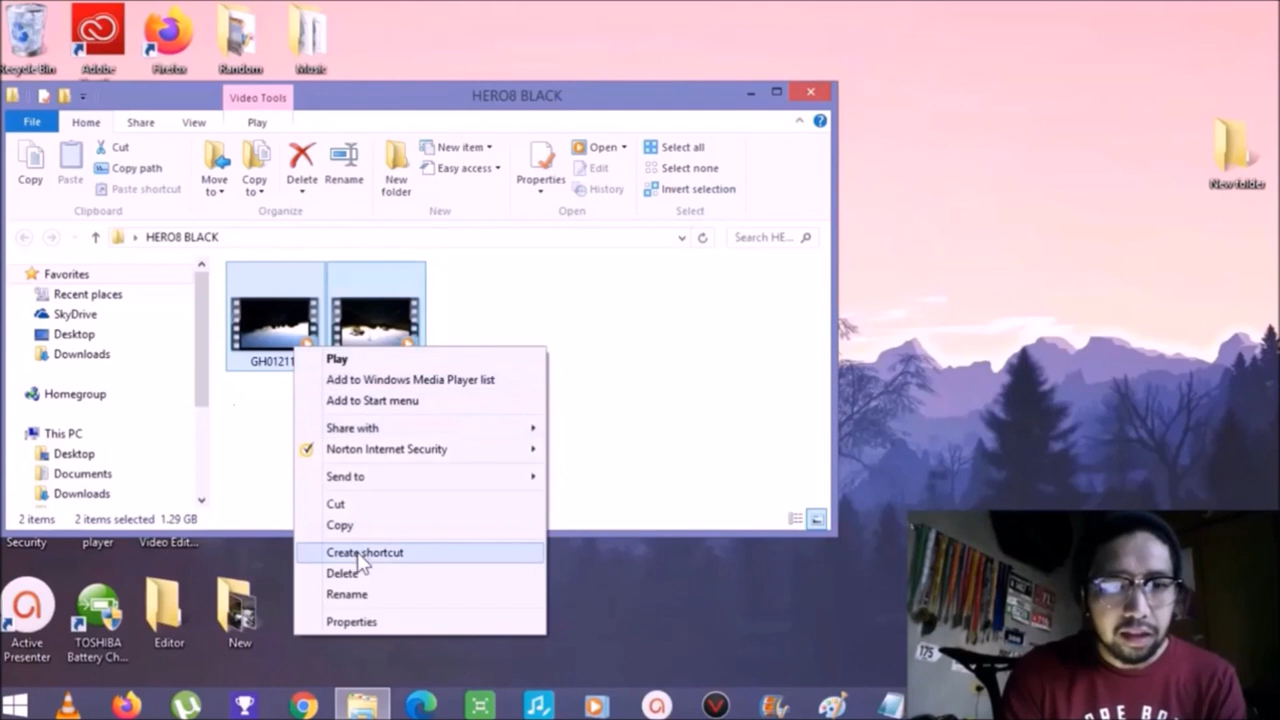 Recycle Bin
Adobe
Firefox
Random
Music
Video Tools
HERO8 BLACK
File
Home
Share
View
Play
Copy
Paste
Cut
Copy path
Paste shortcut
Clipboard
Move to
Copy to
Delete
Rename
Organize
New folder
New item
Easy access
New
Properties
Open
Edit
History
Open
Select all
Select none
Invert selection
Select
New folder
HERO8 BLACK
Search HE...
Favorites
Recent places
SkyDrive
Desktop
Downloads
Homegroup
This PC
Desktop
Documents
Downloads
GH01211
Play
Add to Windows Media Player list
Add to Start menu
Share with
Norton Internet Security
Send to
Cut
Copy
Create shortcut
Delete
Rename
Properties
2 items
2 items selected 1.29 GB
Security
player
Video Edit...
Active Presenter
TOSHIBA Battery Ch...
Editor
New
175